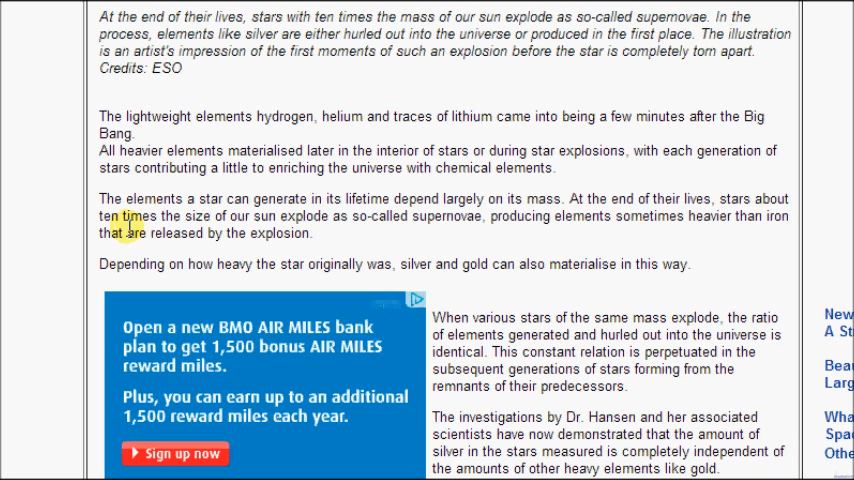 At the end of their lives, stars with ten times the mass of our sun explode as so-called supernovae. In the
process, elements like silver are either hurled out into the universe or produced in the first place. The illustration
is an artist's impression of the first moments of such an explosion before the star is completely torn apart.
Credits: ESO
The lightweight elements hydrogen, helium and traces of lithium came into being a few minutes after the Big
Bang.
All heavier elements materialised later in the interior of stars or during star explosions, with each generation of
stars contributing a little to enriching the universe with chemical elements.
The elements a star can generate in its lifetime depend largely on its mass. At the end of their lives, stars about
ten times the size of our sun explode as so-called supernovae, producing elements sometimes heavier than iron
that are released by the explosion.
Depending on how heavy the star originally was, silver and gold can also materialise in this way.
Open a new BMO AIR MILES bank
plan to get 1,500 bonus AIR MILES
reward miles.
Plus, you can earn up to an additional
1,500 reward miles each year.
Sign up now
When various stars of the same mass explode, the ratio
of elements generated and hurled out into the universe is
identical. This constant relation is perpetuated in the
subsequent generations of stars forming from the
remnants of their predecessors.
The investigations by Dr. Hansen and her associated
scientists have now demonstrated that the amount of
silver in the stars measured is completely independent of
the amounts of other heavy elements like gold.
New
A St
Beau
Larg
Wha
Spac
Othe